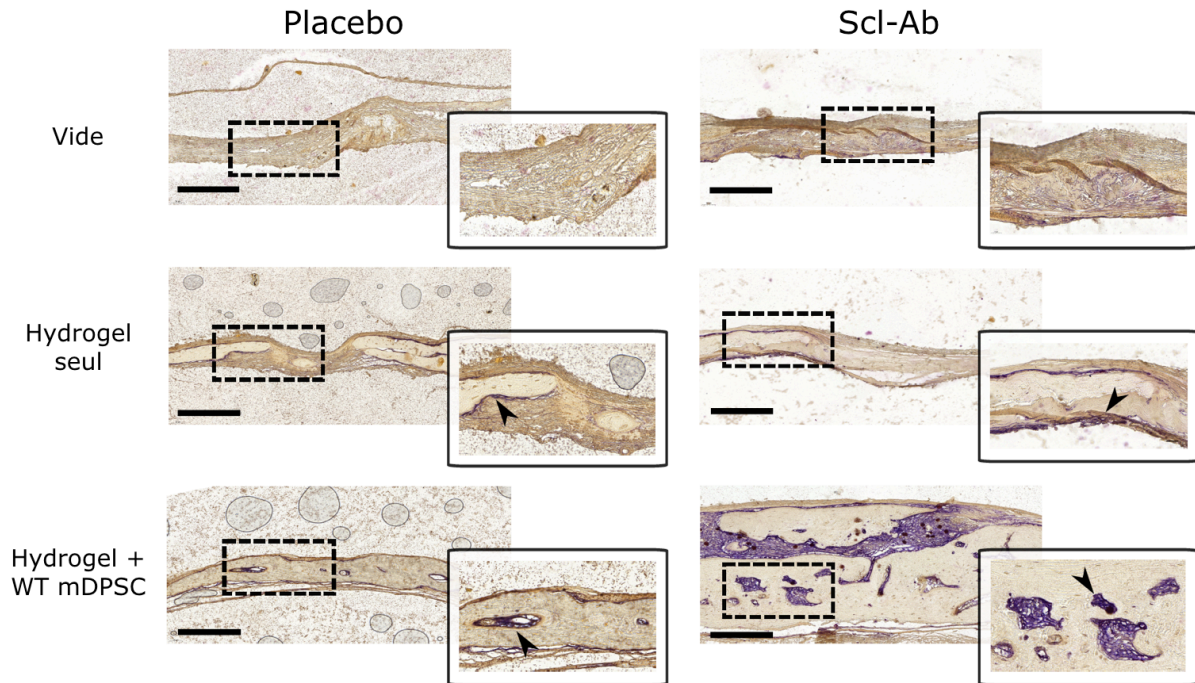 Placebo
Scl-Ab
Vide
Hydrogel
seul
Hydrogel +
WT mDPSC